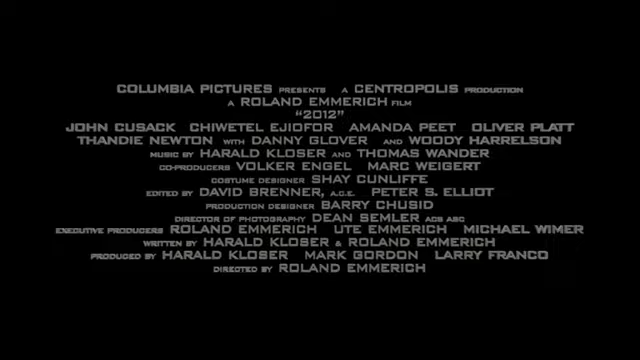 COLUMBIA PICTURES PRESENTS A CENTROPOLIS PRODUCTION
A ROLAND EMMERICH FILM
"2012"
JOHN CUSACK CHIWETEL EJIOFOR AMANDA PEET OLIVER PLATT
THANDIE NEWTON WITH DANNY GLOVER AND WOODY HARRELSON
MUSIC BY HARALD KLOSER AND THOMAS WANDER
CO-PRODUCERS VOLKER ENGEL MARC WEIGERT
COSTUME DESIGNER SHAY CUNLIFFE
EDITED BY DAVID BRENNER, A.C.E. PETER S. ELLIOT
PRODUCTION DESIGNER BARRY CHUSID
DIRECTOR OF PHOTOGRAPHY DEAN SEMLER ACS ASC
EXECUTIVE PRODUCERS ROLAND EMMERICH UTE EMMERICH MICHAEL WIMER
WRITTEN BY HARALD KLOSER & ROLAND EMMERICH
PRODUCED BY HARALD KLOSER MARK GORDON LARRY FRANCO
DIRECTED BY ROLAND EMMERICH